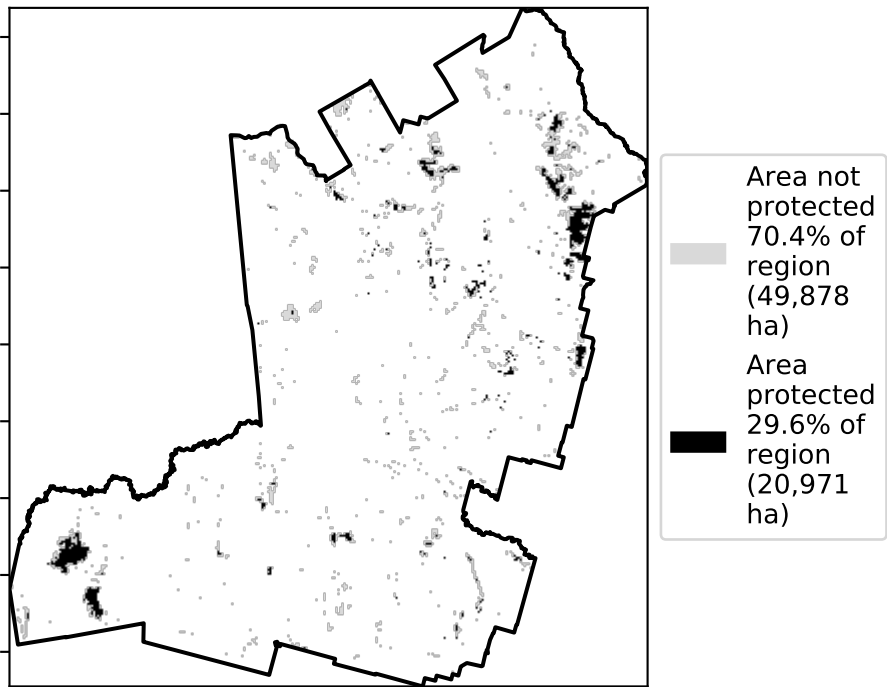 Area not
protected
70.4% of
region
(49,878
ha)
Area
protected
29.6% of
region
(20,971
ha)